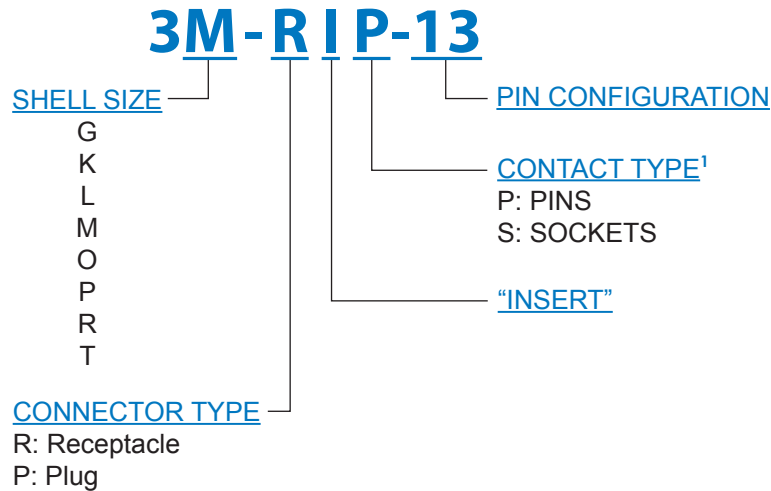 3M-RIP-13
SHELL SIZE
G
K
L
M
O
P
R
T
CONNECTOR TYPE
R: Receptacle
P: Plug
PIN CONFIGURATION
CONTACT TYPE¹
P: PINS
S: SOCKETS
“INSERT”